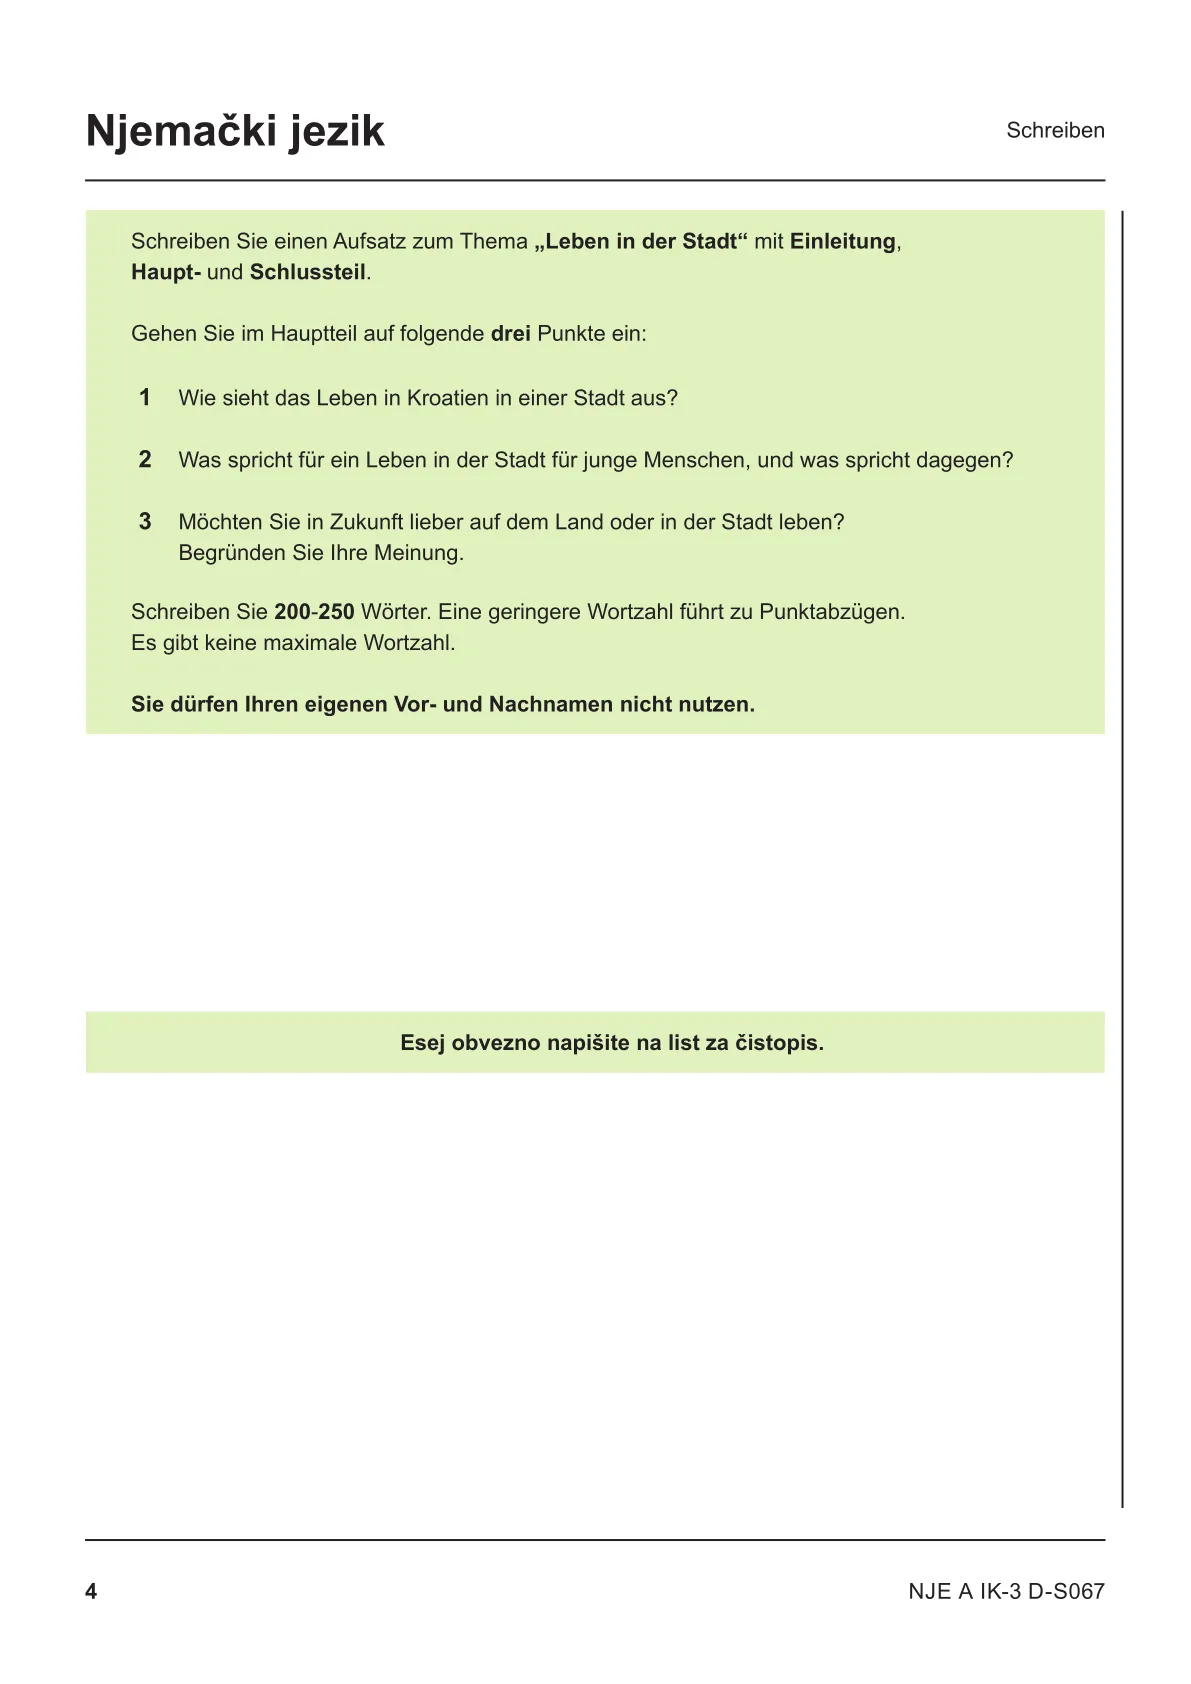 Njemački jezik
Schreiben
Schreiben Sie einen Aufsatz zum Thema „Leben in der Stadt“ mit Einleitung,
Haupt- und Schlussteil.
Gehen Sie im Hauptteil auf folgende drei Punkte ein:
1 Wie sieht das Leben in Kroatien in einer Stadt aus?
2 Was spricht für ein Leben in der Stadt für junge Menschen, und was spricht dagegen?
3 Möchten Sie in Zukunft lieber auf dem Land oder in der Stadt leben?
Begründen Sie Ihre Meinung.
Schreiben Sie 200-250 Wörter. Eine geringere Wortzahl führt zu Punktabzügen.
Es gibt keine maximale Wortzahl.
Sie dürfen Ihren eigenen Vor- und Nachnamen nicht nutzen.
Esej obvezno napišite na list za čistopis.
4
NJE A IK-3 D-S067